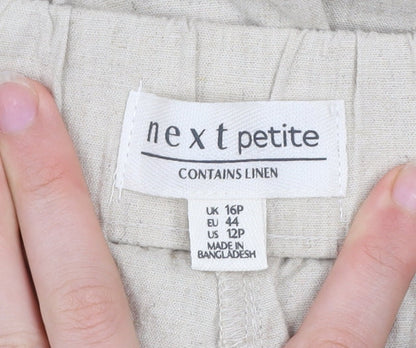 next petite
CONTAINS LINEN
UK 16P
EU 44
US 12P
MADE IN
BANGLADESH